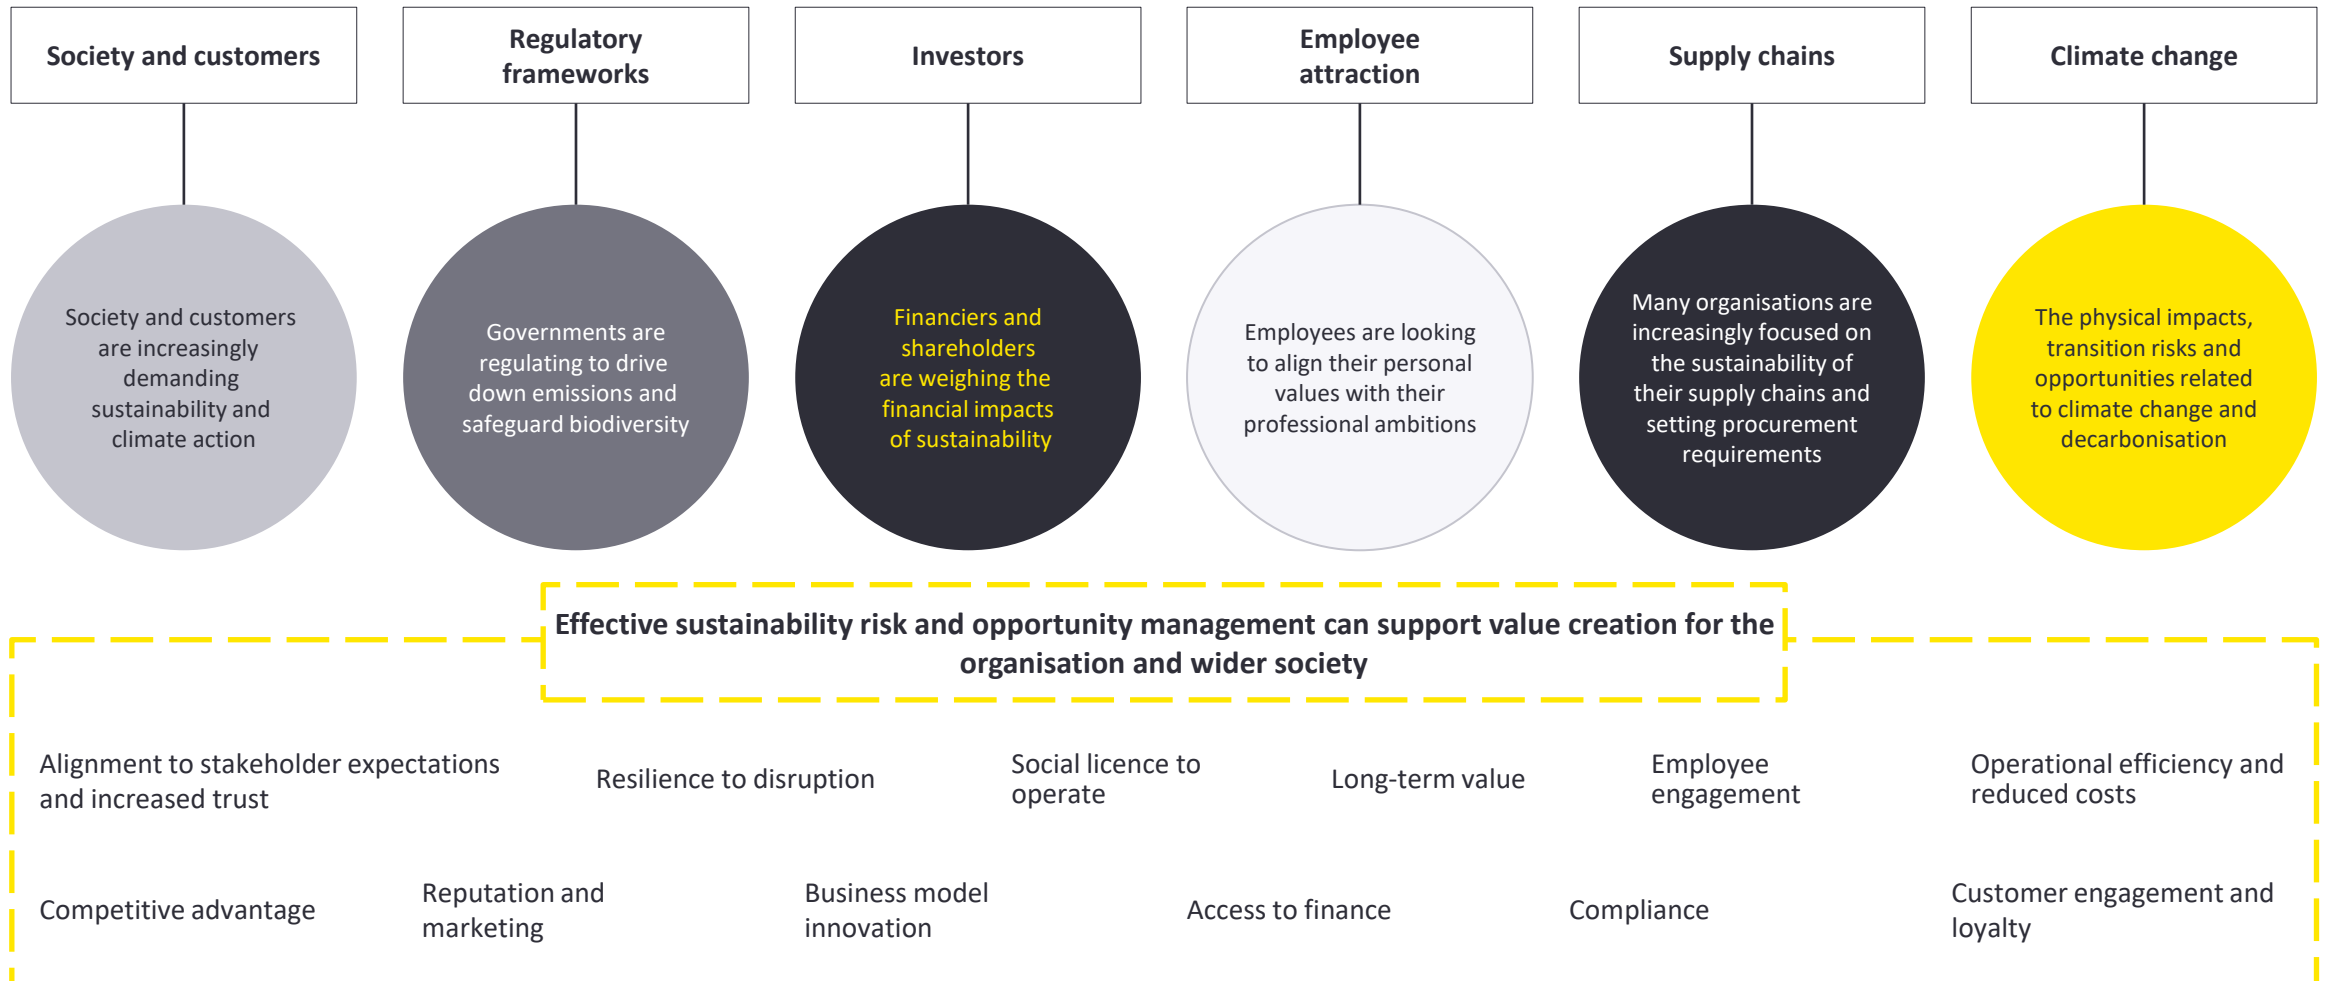 Society and customers
Regulatory
frameworks
Investors
Employee
attraction
Supply chains
Climate change
Society and customers
are increasingly
demanding
sustainability and
climate action
Governments are
regulating to drive
down emissions and
safeguard biodiversity
Financiers and
shareholders
are weighing the
financial impacts
of sustainability
Employees are looking
to align their personal
values with their
professional ambitions
Many organisations are
increasingly focused on
the sustainability of
their supply chains and
setting procurement
requirements
The physical impacts,
transition risks and
opportunities related
to climate change and
decarbonisation
Effective sustainability risk and opportunity management can support value creation for the
organisation and wider society
Alignment to stakeholder expectations
and increased trust
Resilience to disruption
Social licence to
operate
Long-term value
Employee
engagement
Operational efficiency and
reduced costs
Competitive advantage
Reputation and
marketing
Business model
innovation
Access to finance
Compliance
Customer engagement and
loyalty